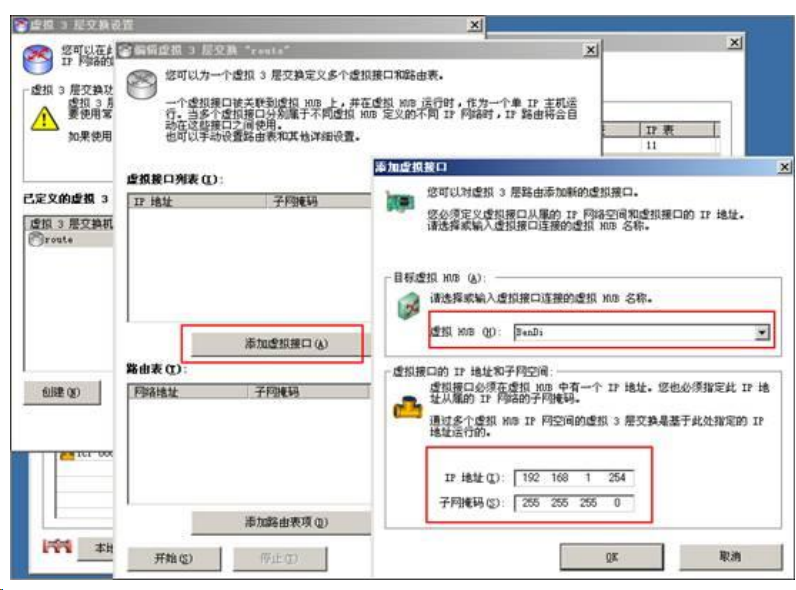 虚拟 3 层交换设置
您可以在此
IP 网络的
虚拟 3 层交换功
虚拟 3 层
要使用常
如果使用
已定义的虚拟 3
虚拟 3 层交换机
route
创建(N)
编辑虚拟 3 层交换 "route"
您可以为一个虚拟 3 层交换定义多个虚拟接口和路由表。
一个虚拟接口被关联到虚拟 HUB 上，并在虚拟 HUB 运行时，作为一个单 IP 主机运
行。当多个虚拟接口分别属于不同虚拟 HUB 定义的不同 IP 网络时，IP 路由将会自
动在这些接口之间使用。
也可以手动设置路由表和其他详细设置。
虚拟接口列表(I):
IP 地址 子网掩码
添加虚拟接口(A)
路由表(T):
网络地址 子网掩码
添加路由表项(D)
开始(S) 停止(T)
IP 表
11
本地
添加虚拟接口
您可以对虚拟 3 层路由添加新的虚拟接口。
您必须定义虚拟接口从属的 IP 网络空间和虚拟接口的 IP 地址。
请选择或输入虚拟接口连接的虚拟 HUB 名称。
目标虚拟 HUB (A):
请选择或输入虚拟接口连接的虚拟 HUB 名称。
虚拟 HUB (H): BenDi
虚拟接口的 IP 地址和子网空间:
虚拟接口必须在虚拟 HUB 中有一个 IP 地址。您也必须指定此 IP 地
址从属的 IP 网络的子网掩码。
通过多个虚拟 HUB IP 网空间的虚拟 3 层交换是基于此处指定的 IP
地址运行的。
IP 地址(I): 192 168 1 254
子网掩码(S): 255 255 255 0
OK 取消